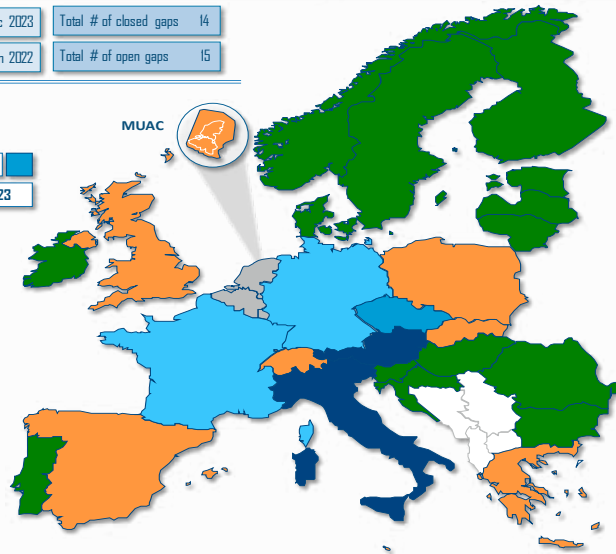 2023
Total # of closed gaps 14
2022
Total # of open gaps 15
MUAC
23